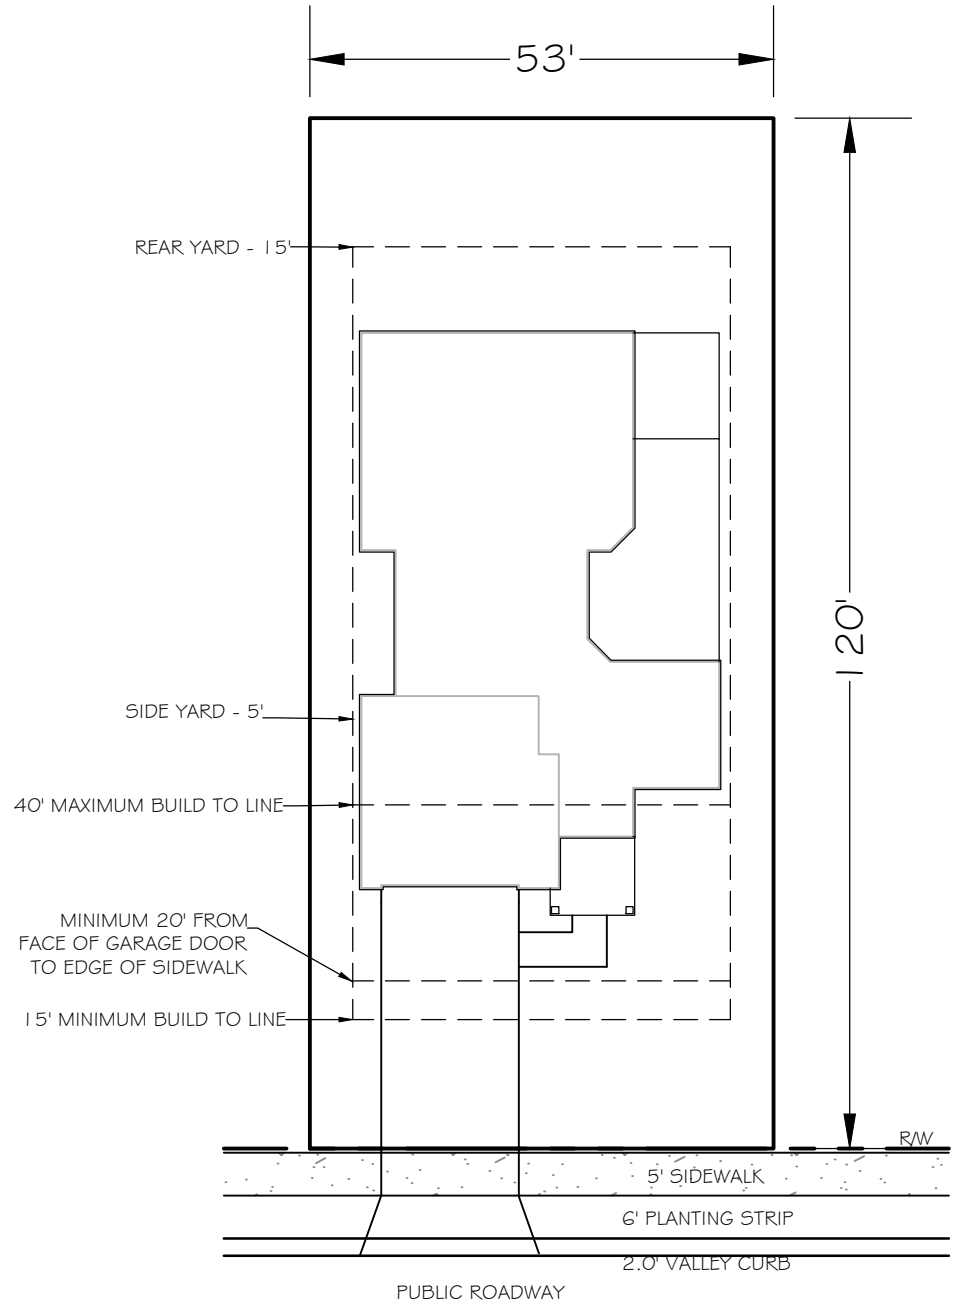 53'
REAR YARD - 15'
120'
SIDE YARD - 5'
40' MAXIMUM BUILD TO LINE
MINIMUM 20' FROM
FACE OF GARAGE DOOR
TO EDGE OF SIDEWALK
15' MINIMUM BUILD TO LINE
R/W
5' SIDEWALK
6' PLANTING STRIP
2.0' VALLEY CURB
PUBLIC ROADWAY